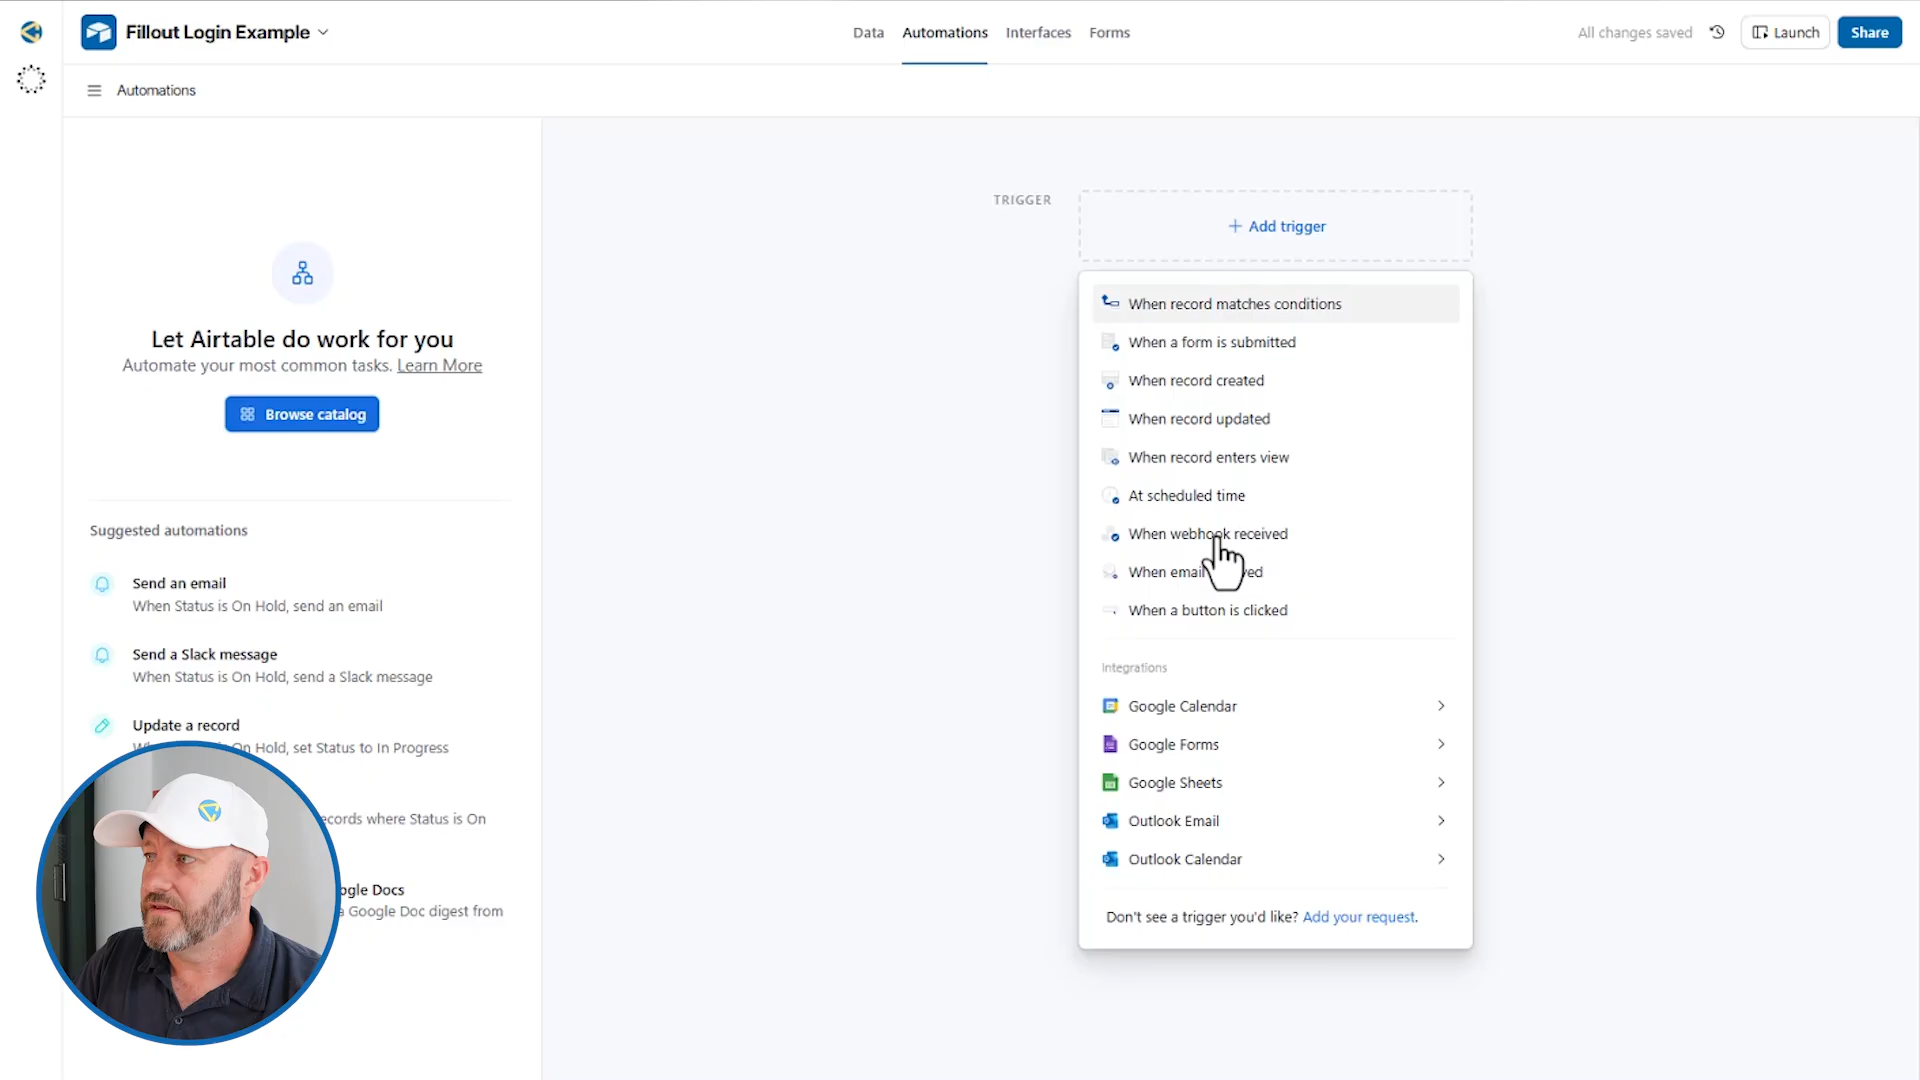 Fillout Login Example
Data
Automations
Interfaces
Forms
All changes saved
Launch
Share
Automations
Let Airtable do work for you
Automate your most common tasks. Learn More
Browse catalog
Suggested automations
Send an email
When Status is On Hold, send an email
Send a Slack message
When Status is On Hold, send a Slack message
Update a record
On Hold, set Status to In Progress
records where Status is On
Docs
a Google Doc digest from
TRIGGER
+ Add trigger
When record matches conditions
When a form is submitted
When record created
When record updated
When record enters view
At scheduled time
When webhook received
When email
When a button is clicked
Integrations
Google Calendar
Google Forms
Google Sheets
Outlook Email
Outlook Calendar
Don't see a trigger you'd like? Add your request.